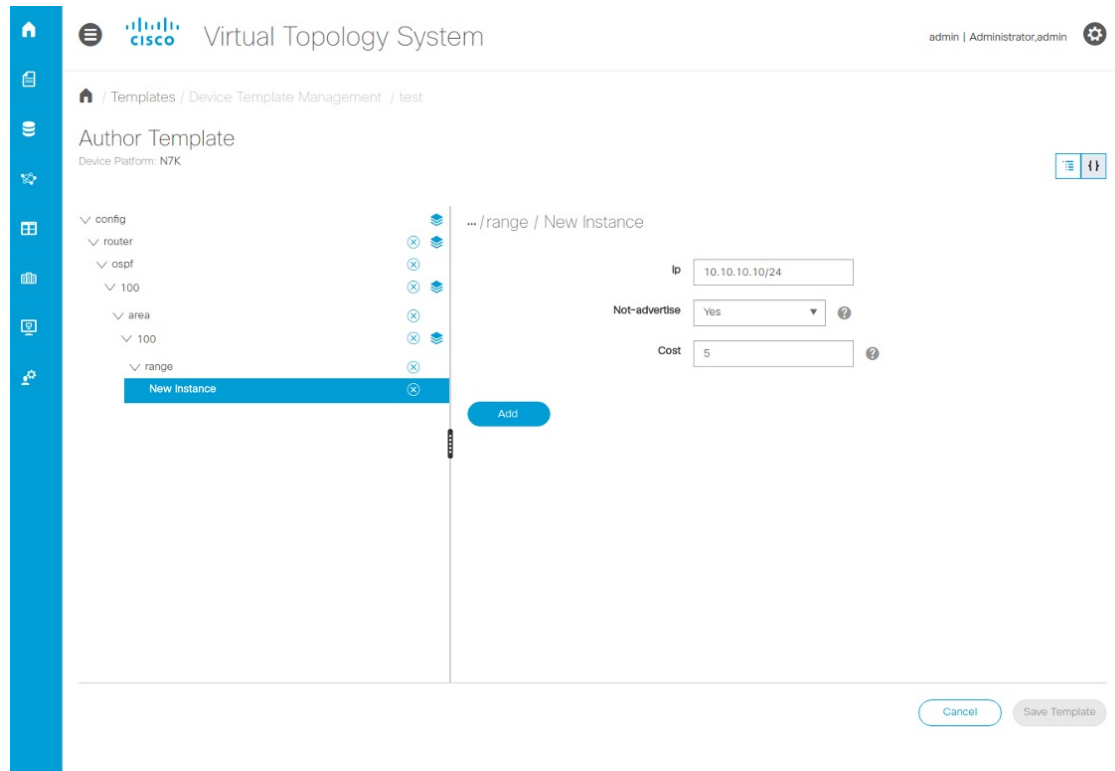 cisco Virtual Topology System admin | Administrator,admin
/ Templates / Device Template Management / test
Author Template
Device Platform: N7K
config
router
ospf
100
area
100
range
New Instance
... / range / New Instance
Ip 10.10.10.10/24
Not-advertise Yes
Cost 5
Add
Cancel Save Template